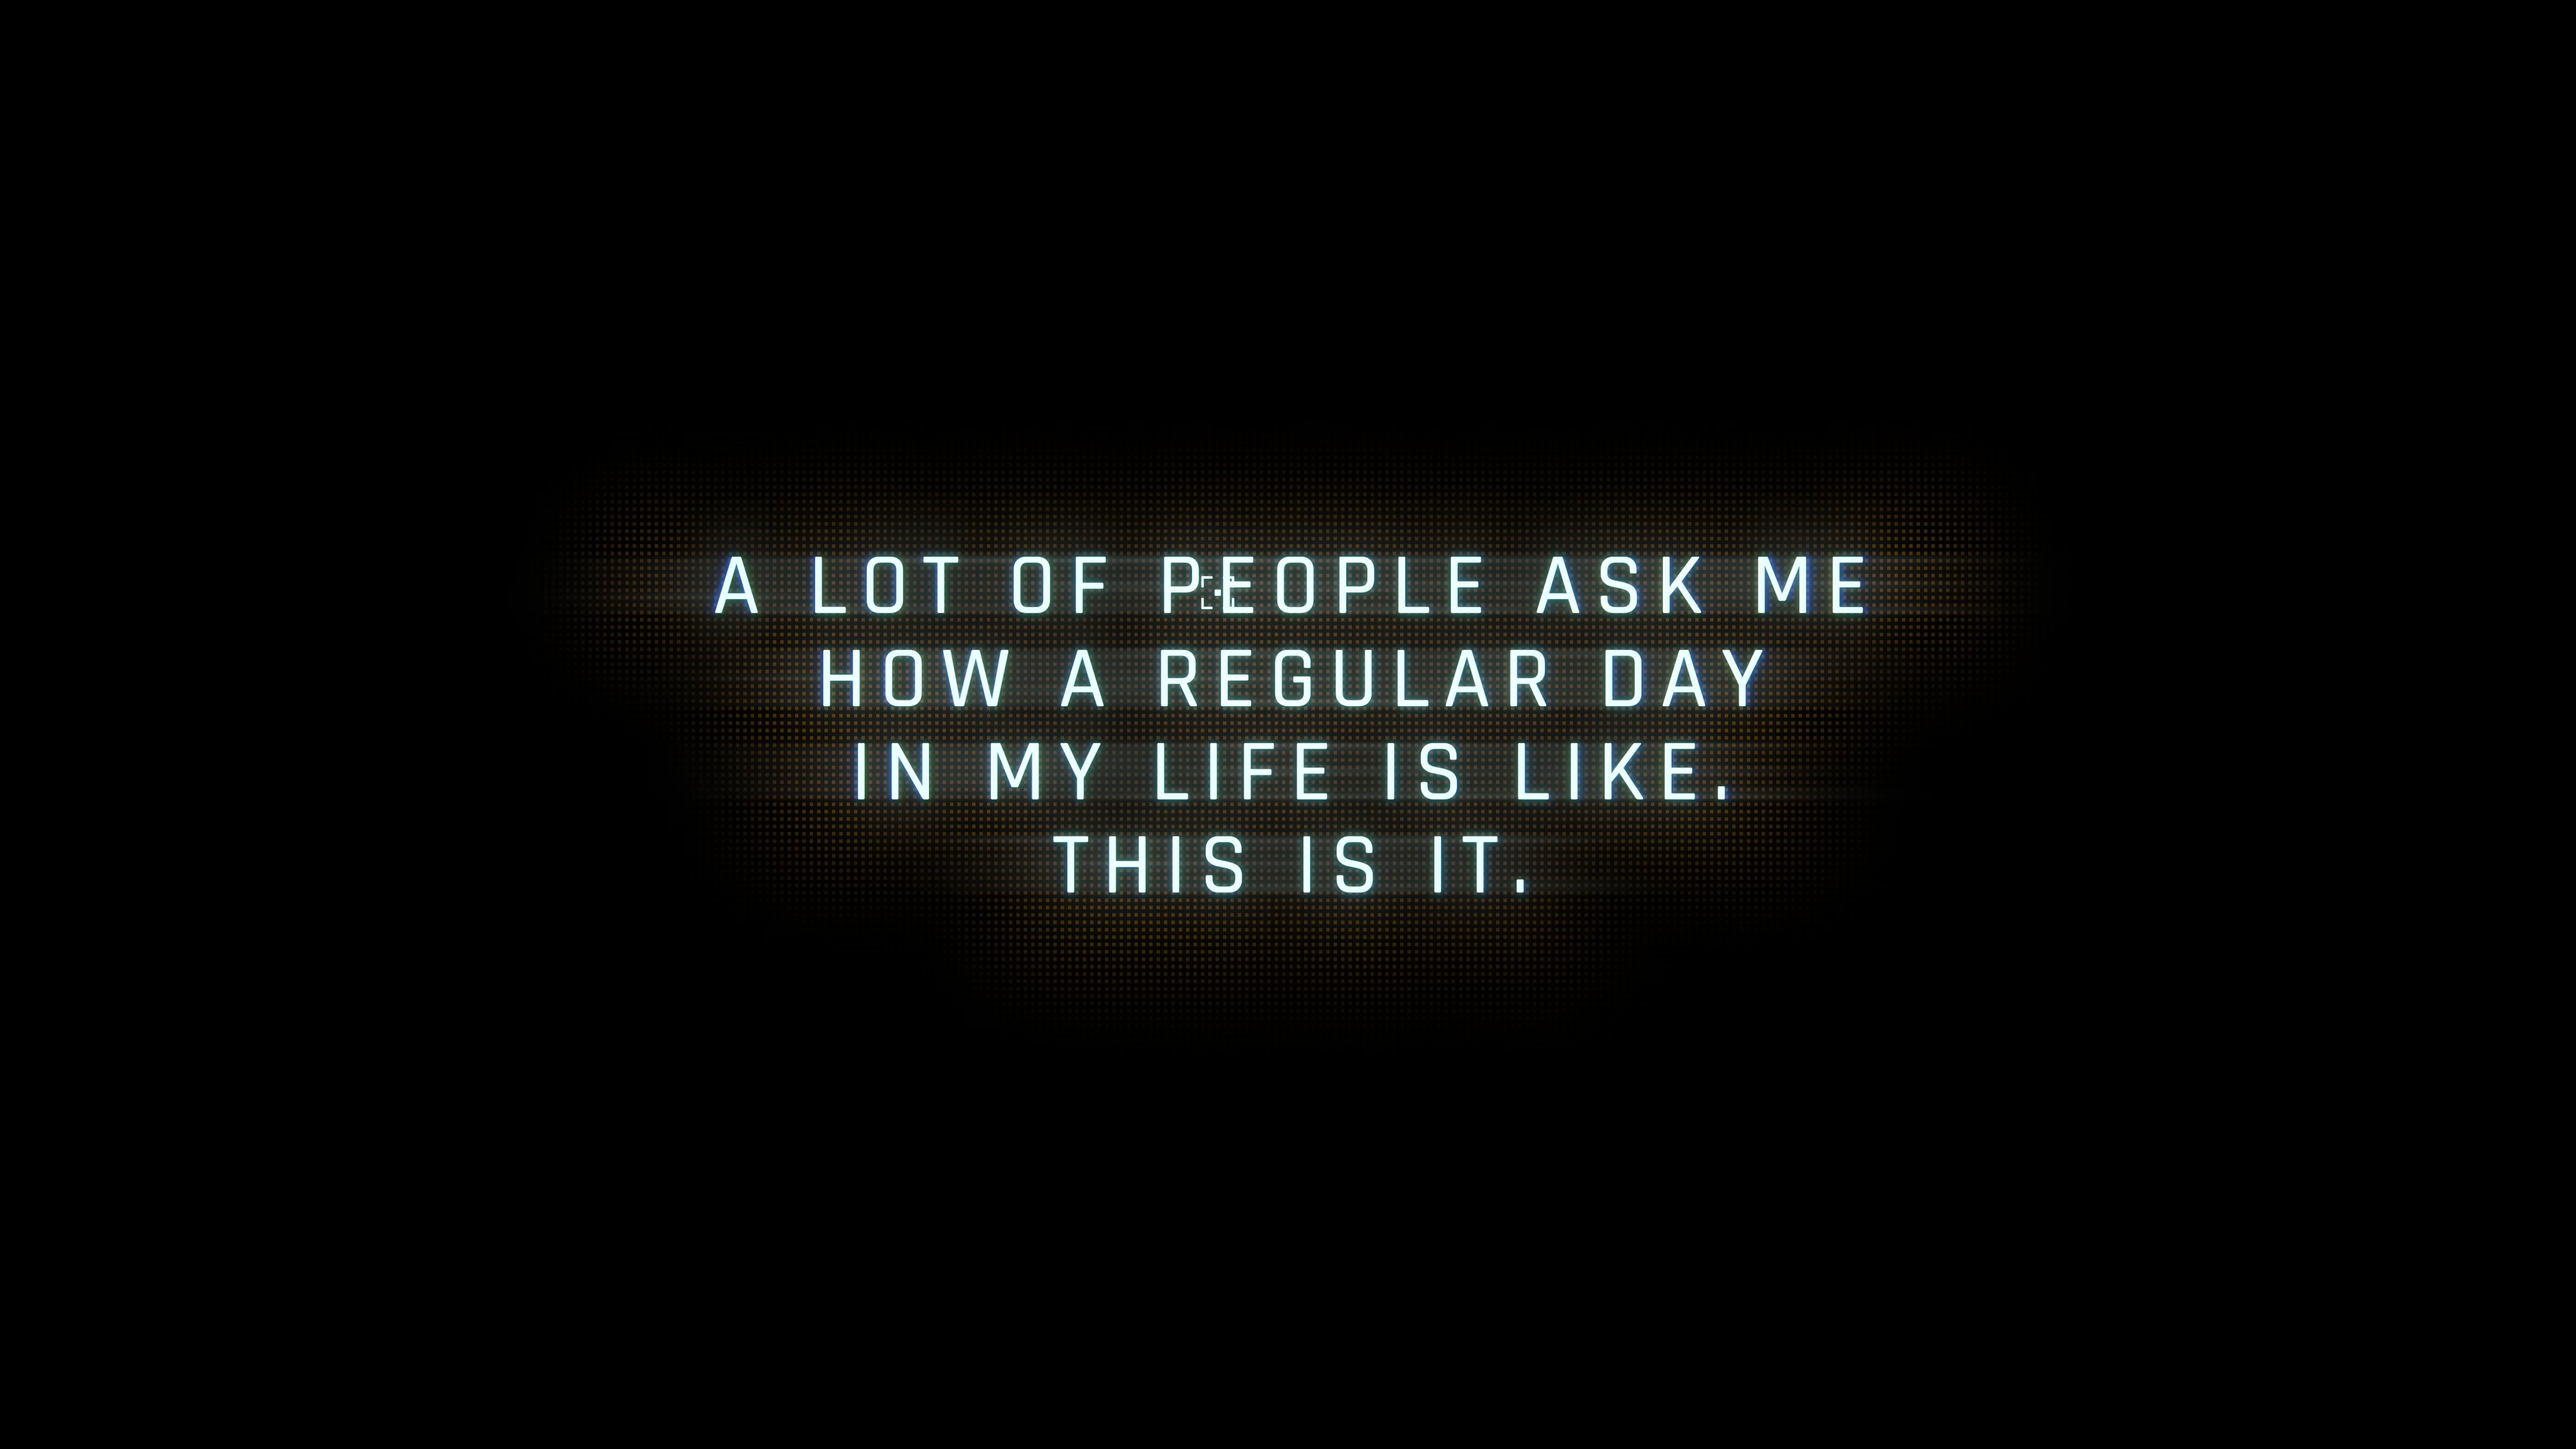 A LOT OF PEOPLE ASK ME
HOW A REGULAR DAY
IN MY LIFE IS LIKE.
THIS IS IT.